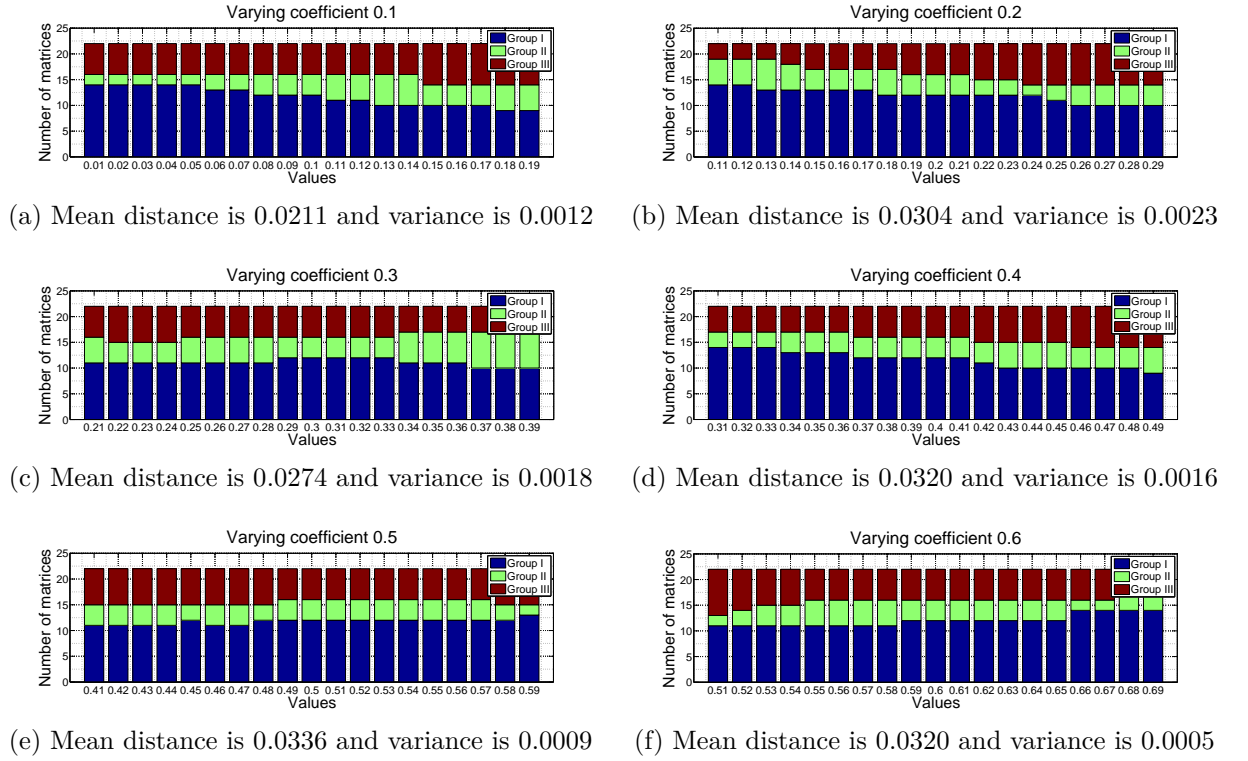 Varying coefficient 0.1
Number of matrices
25
20
15
10
5
0
Group I
Group II
Group III
0.01 0.02 0.03 0.04 0.05 0.06 0.07 0.08 0.09 0.1 0.11 0.12 0.13 0.14 0.15 0.16 0.17 0.18 0.19
Values
(a) Mean distance is 0.0211 and variance is 0.0012
Varying coefficient 0.2
Number of matrices
25
20
15
10
5
0
Group I
Group II
Group III
0.11 0.12 0.13 0.14 0.15 0.16 0.17 0.18 0.19 0.2 0.21 0.22 0.23 0.24 0.25 0.26 0.27 0.28 0.29
Values
(b) Mean distance is 0.0304 and variance is 0.0023
Varying coefficient 0.3
Number of matrices
25
20
15
10
5
0
Group I
Group II
Group III
0.21 0.22 0.23 0.24 0.25 0.26 0.27 0.28 0.29 0.3 0.31 0.32 0.33 0.34 0.35 0.36 0.37 0.38 0.39
Values
(c) Mean distance is 0.0274 and variance is 0.0018
Varying coefficient 0.4
Number of matrices
25
20
15
10
5
0
Group I
Group II
Group III
0.31 0.32 0.33 0.34 0.35 0.36 0.37 0.38 0.39 0.4 0.41 0.42 0.43 0.44 0.45 0.46 0.47 0.48 0.49
Values
(d) Mean distance is 0.0320 and variance is 0.0016
Varying coefficient 0.5
Number of matrices
25
20
15
10
5
0
Group I
Group II
Group III
0.41 0.42 0.43 0.44 0.45 0.46 0.47 0.48 0.49 0.5 0.51 0.52 0.53 0.54 0.55 0.56 0.57 0.58 0.59
Values
(e) Mean distance is 0.0336 and variance is 0.0009
Varying coefficient 0.6
Number of matrices
25
20
15
10
5
0
Group I
Group II
Group III
0.51 0.52 0.53 0.54 0.55 0.56 0.57 0.58 0.59 0.6 0.61 0.62 0.63 0.64 0.65 0.66 0.67 0.68 0.69
Values
(f) Mean distance is 0.0320 and variance is 0.0005